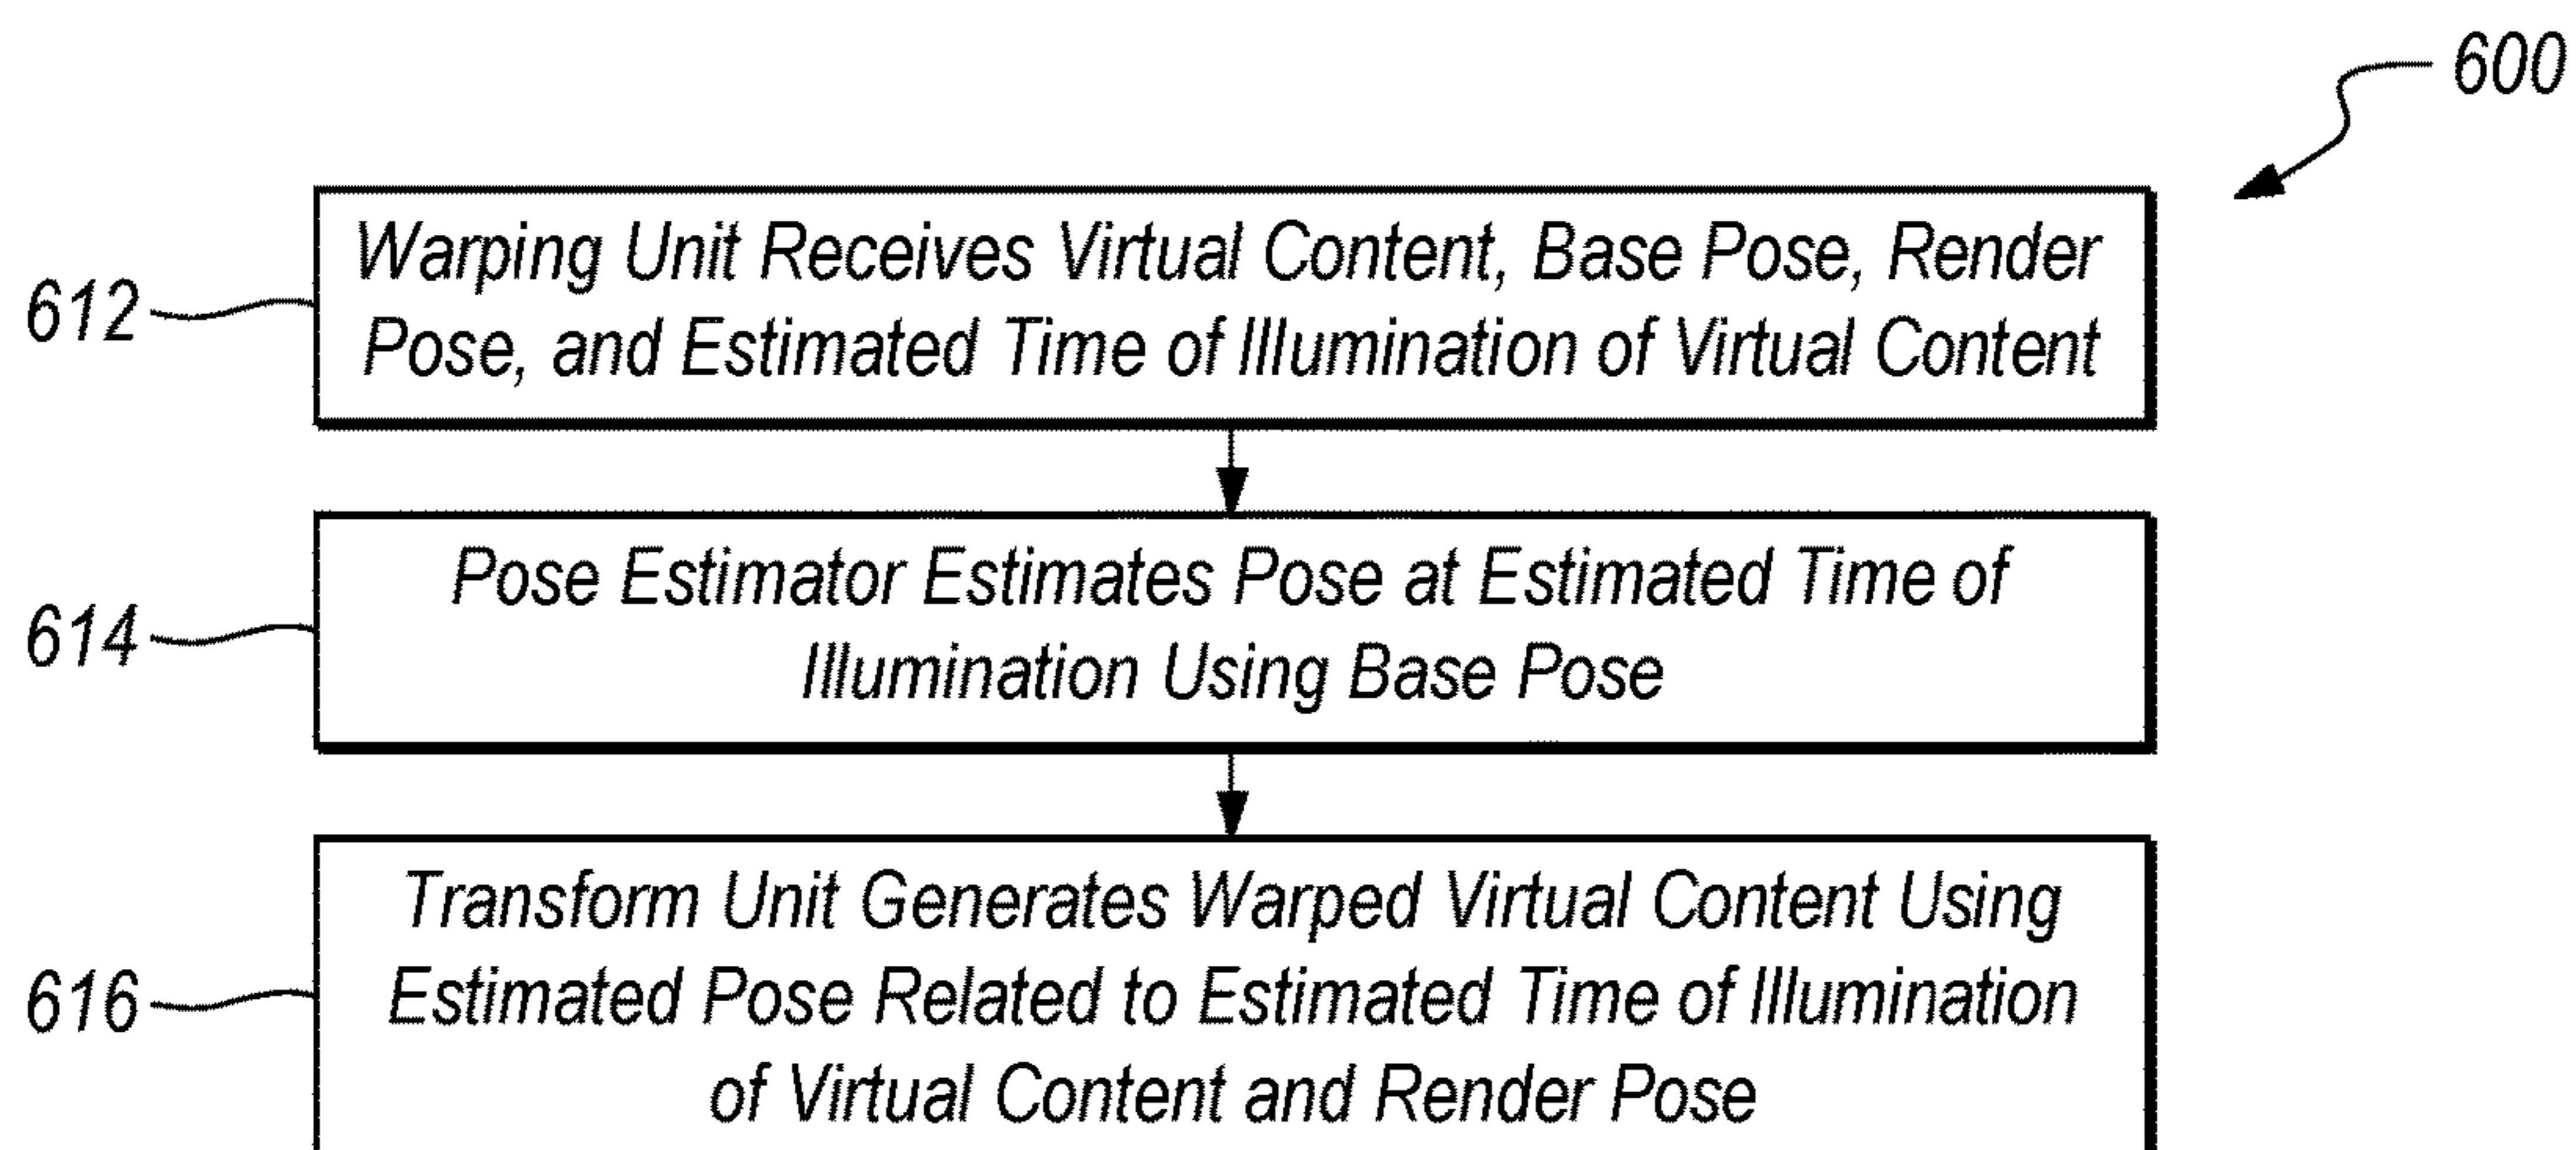 600
612
Warping Unit Receives Virtual Content, Base Pose, Render
Pose, and Estimated Time of Illumination of Virtual Content
614
Pose Estimator Estimates Pose at Estimated Time of
Illumination Using Base Pose
616
Transform Unit Generates Warped Virtual Content Using
Estimated Pose Related to Estimated Time of Illumination
of Virtual Content and Render Pose